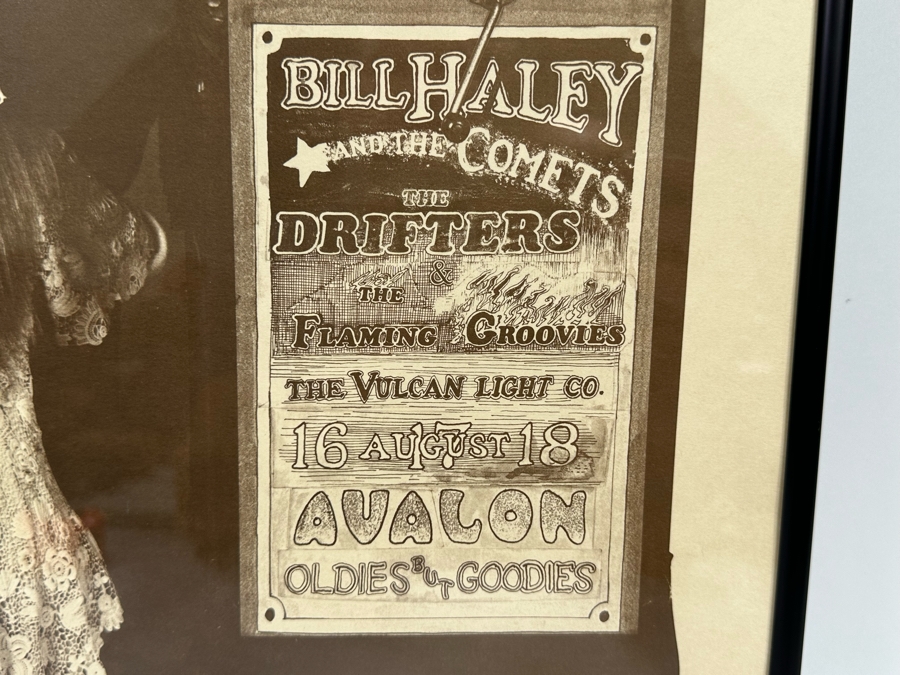 BILL HALEY
AND THE COMETS
THE
DRIFTERS
&
THE
FLAMING GROOVIES
THE VULCAN LIGHT CO.
16 AUGUST 17 18
AVALON
OLDIES BUT GOODIES